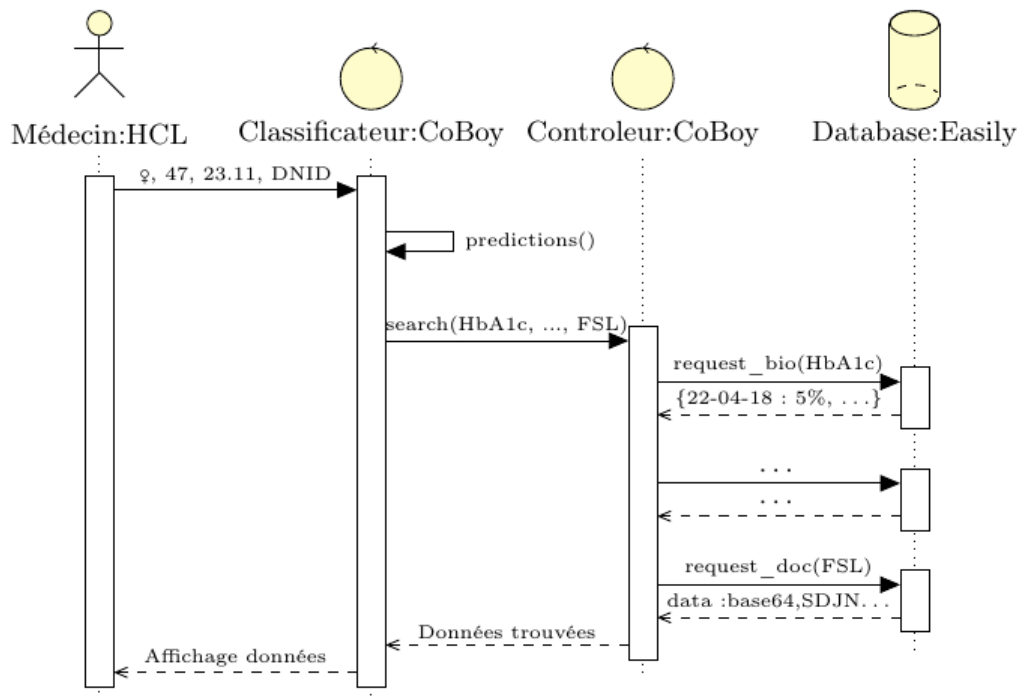 Médecin:HCL
Classificateur:CoBoy
Controleur:CoBoy
Database:Easily
♀, 47, 23.11, DNID
predictions()
search(HbA1c, ..., FSL)
request_bio(HbA1c)
{22-04-18 : 5%, ...}
...
...
request_doc(FSL)
data :base64,SDJN...
Données trouvées
Affichage données